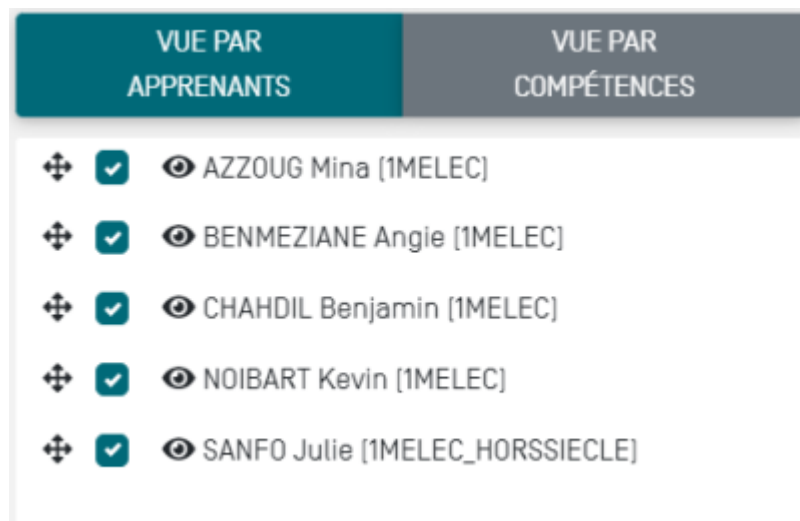 VUE PAR
APPRENANTS
VUE PAR
COMPÉTENCES
AZZOUG Mina [1MELEC]
BENMEZIANE Angie [1MELEC]
CHAHDIL Benjamin [1MELEC]
NOIBART Kevin [1MELEC]
SANFO Julie [1MELEC_HORSSIECLE]